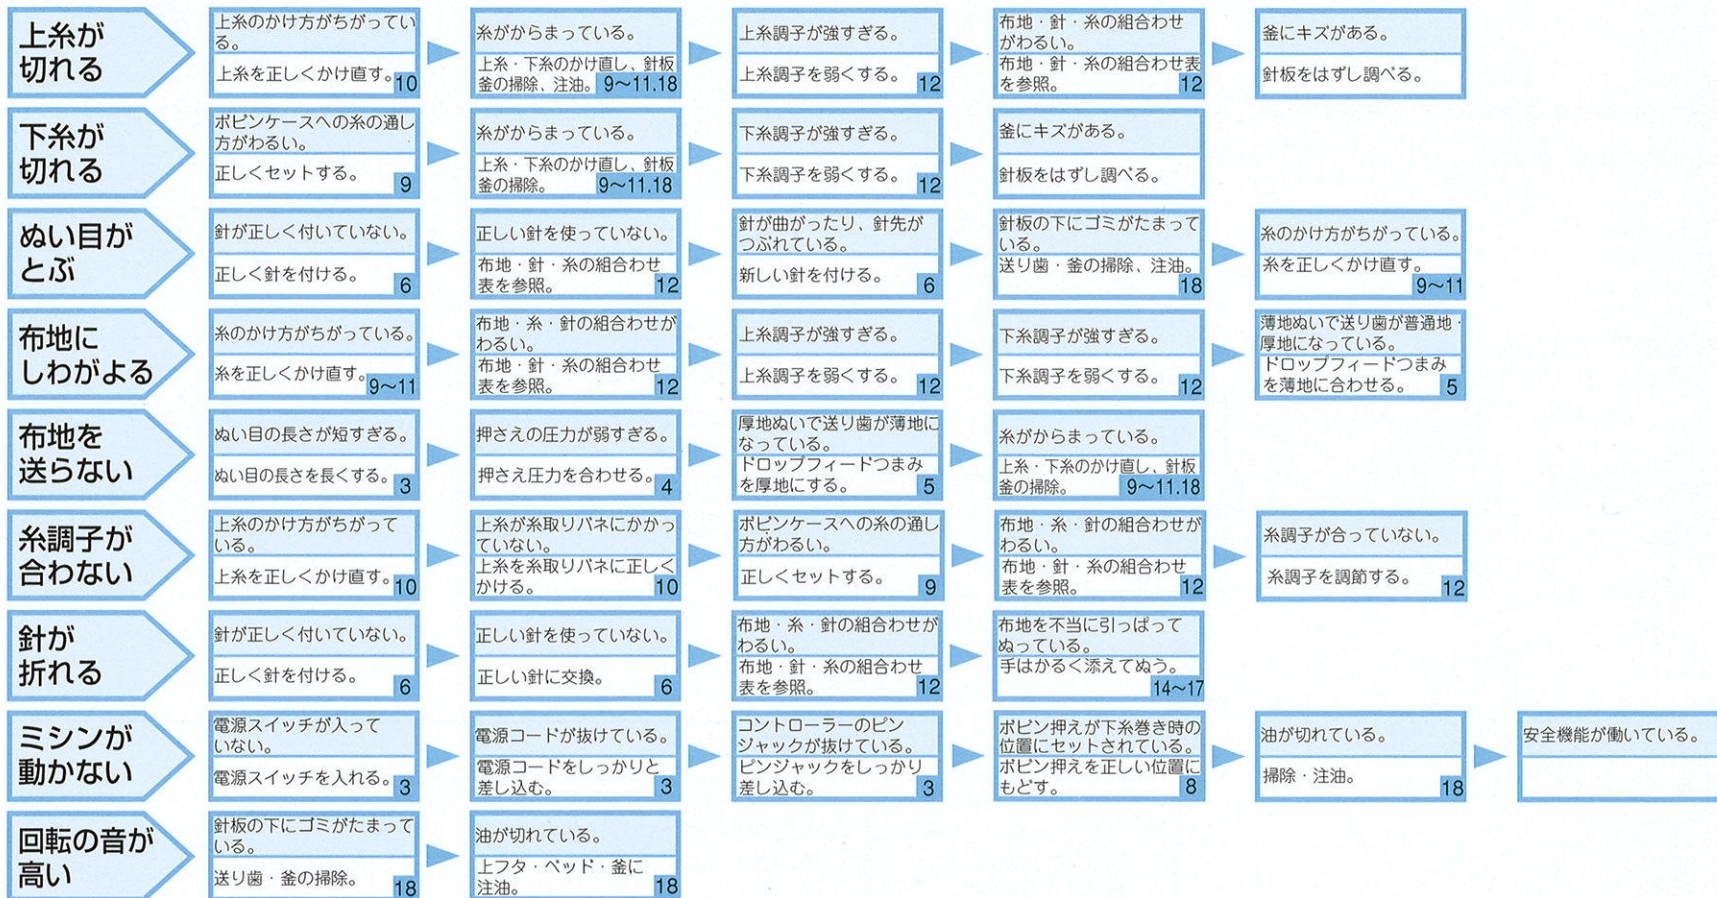 上糸が
切れる
上糸のかけ方がちがってい
る。
上糸を正しくかけ直す。10
糸がからまっている。
上糸・下糸のかけ直し、針板
釜の掃除、注油。 9〜11.18
上糸調子が強すぎる。
上糸調子を弱くする。 12
布地・針・糸の組合わせ
がわるい。
布地・針・糸の組合わせ表
を参照。 12
釜にキズがある。
針板をはずし調べる。
下糸が
切れる
ボビンケースへの糸の通し
方がわるい。
正しくセットする。 9
糸がからまっている。
上糸・下糸のかけ直し、針板
釜の掃除。 9〜11.18
下糸調子が強すぎる。
下糸調子を弱くする。 12
釜にキズがある。
針板をはずし調べる。
ぬい目が
とぶ
針が正しく付いていない。
正しく針を付ける。 6
正しい針を使っていない。
布地・針・糸の組合わせ
表を参照。 12
針が曲がったり、針先が
つぶれている。
新しい針を付ける。 6
針板の下にゴミがたまって
いる。
送り歯・釜の掃除、注油。
18
糸のかけ方がちがっている。
糸を正しくかけ直す。
9〜11
布地に
しわがよる
糸のかけ方がちがっている。
糸を正しくかけ直す。 9〜11
布地・糸・針の組合わせが
わるい。
布地・針・糸の組合わせ
表を参照。 12
上糸調子が強すぎる。
上糸調子を弱くする。 12
下糸調子が強すぎる。
下糸調子を弱くする。 12
薄地ぬいで送り歯が普通地・
厚地になっている。
ドロップフィードつまみ
を薄地に合わせる。 5
布地を
送らない
ぬい目の長さが短すぎる。
ぬい目の長さを長くする。 3
押さえの圧力が弱すぎる。
押さえ圧力を合わせる。 4
厚地ぬいで送り歯が薄地に
なっている。
ドロップフィードつまみ
を厚地にする。 5
糸がからまっている。
上糸・下糸のかけ直し、針板
釜の掃除。 9〜11.18
糸調子が
合わない
上糸のかけ方がちがって
いる。
上糸を正しくかけ直す。10
上糸が糸取りバネにかかっ
ていない。
上糸を糸取りバネに正しく
かける。 10
ボビンケースへの糸の通し
方がわるい。
正しくセットする。 9
布地・糸・針の組合わせが
わるい。
布地・針・糸の組合わせ
表を参照。 12
糸調子が合っていない。
糸調子を調節する。 12
針が
折れる
針が正しく付いていない。
正しく針を付ける。 6
正しい針を使っていない。
正しい針に交換。 6
布地・糸・針の組合わせが
わるい。
布地・針・糸の組合わせ
表を参照。 12
布地を不当に引っぱって
ぬっている。
手はかるく添えてぬう。
14〜17
ミシンが
動かない
電源スイッチが入って
いない。
電源スイッチを入れる。 3
電源コードが抜けている。
電源コードをしっかりと
差し込む。 3
コントローラーのピン
ジャックが抜けている。
ピンジャックをしっかり
差し込む。 3
ボビン押えが下糸巻き時の
位置にセットされている。
ボビン押えを正しい位置に
もどす。 8
油が切れている。
掃除・注油。 18
安全機能が働いている。
回転の音が
高い
針板の下にゴミがたまって
いる。
送り歯・釜の掃除。 18
油が切れている。
上フタ・ベッド・釜に
注油。 18